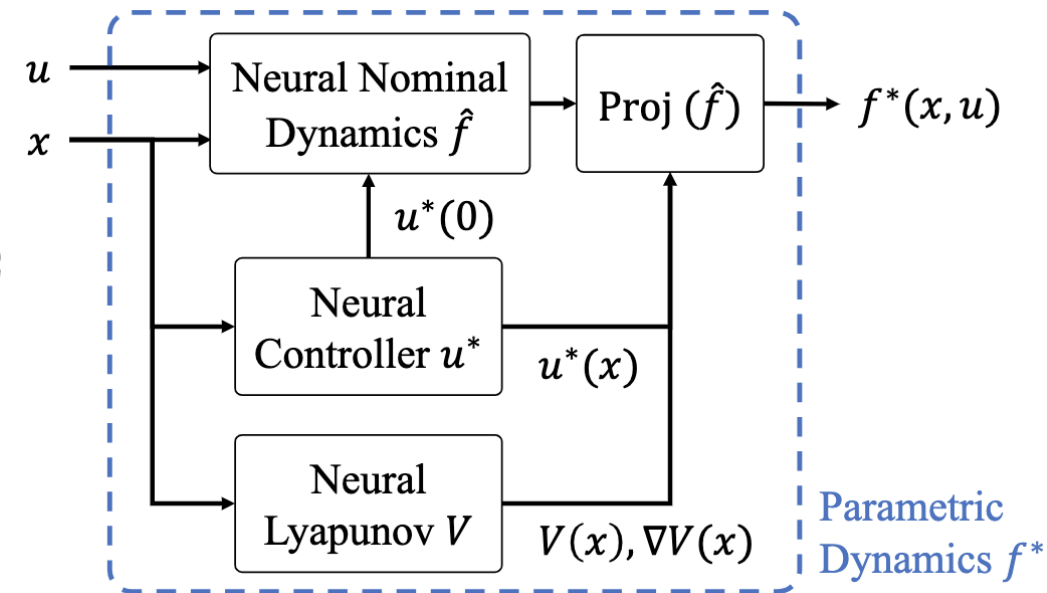 u
x
Neural Nominal
Dynamics f̂
Proj (f̂)
f*(x, u)
u*(0)
Neural
Controller u*
u*(x)
Neural
Lyapunov V
V(x), ∇V(x)
Parametric
Dynamics f*